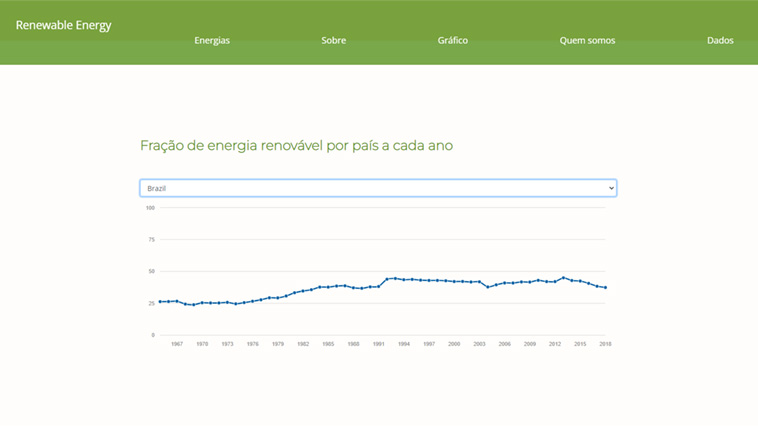 Renewable Energy
Energias Sobre Gráfico Quem somos Dados
Fração de energia renovável por país a cada ano
Brazil
100
75
50
25
0
1967 1970 1973 1976 1979 1982 1985 1988 1991 1994 1997 2000 2003 2006 2009 2012 2015 2018